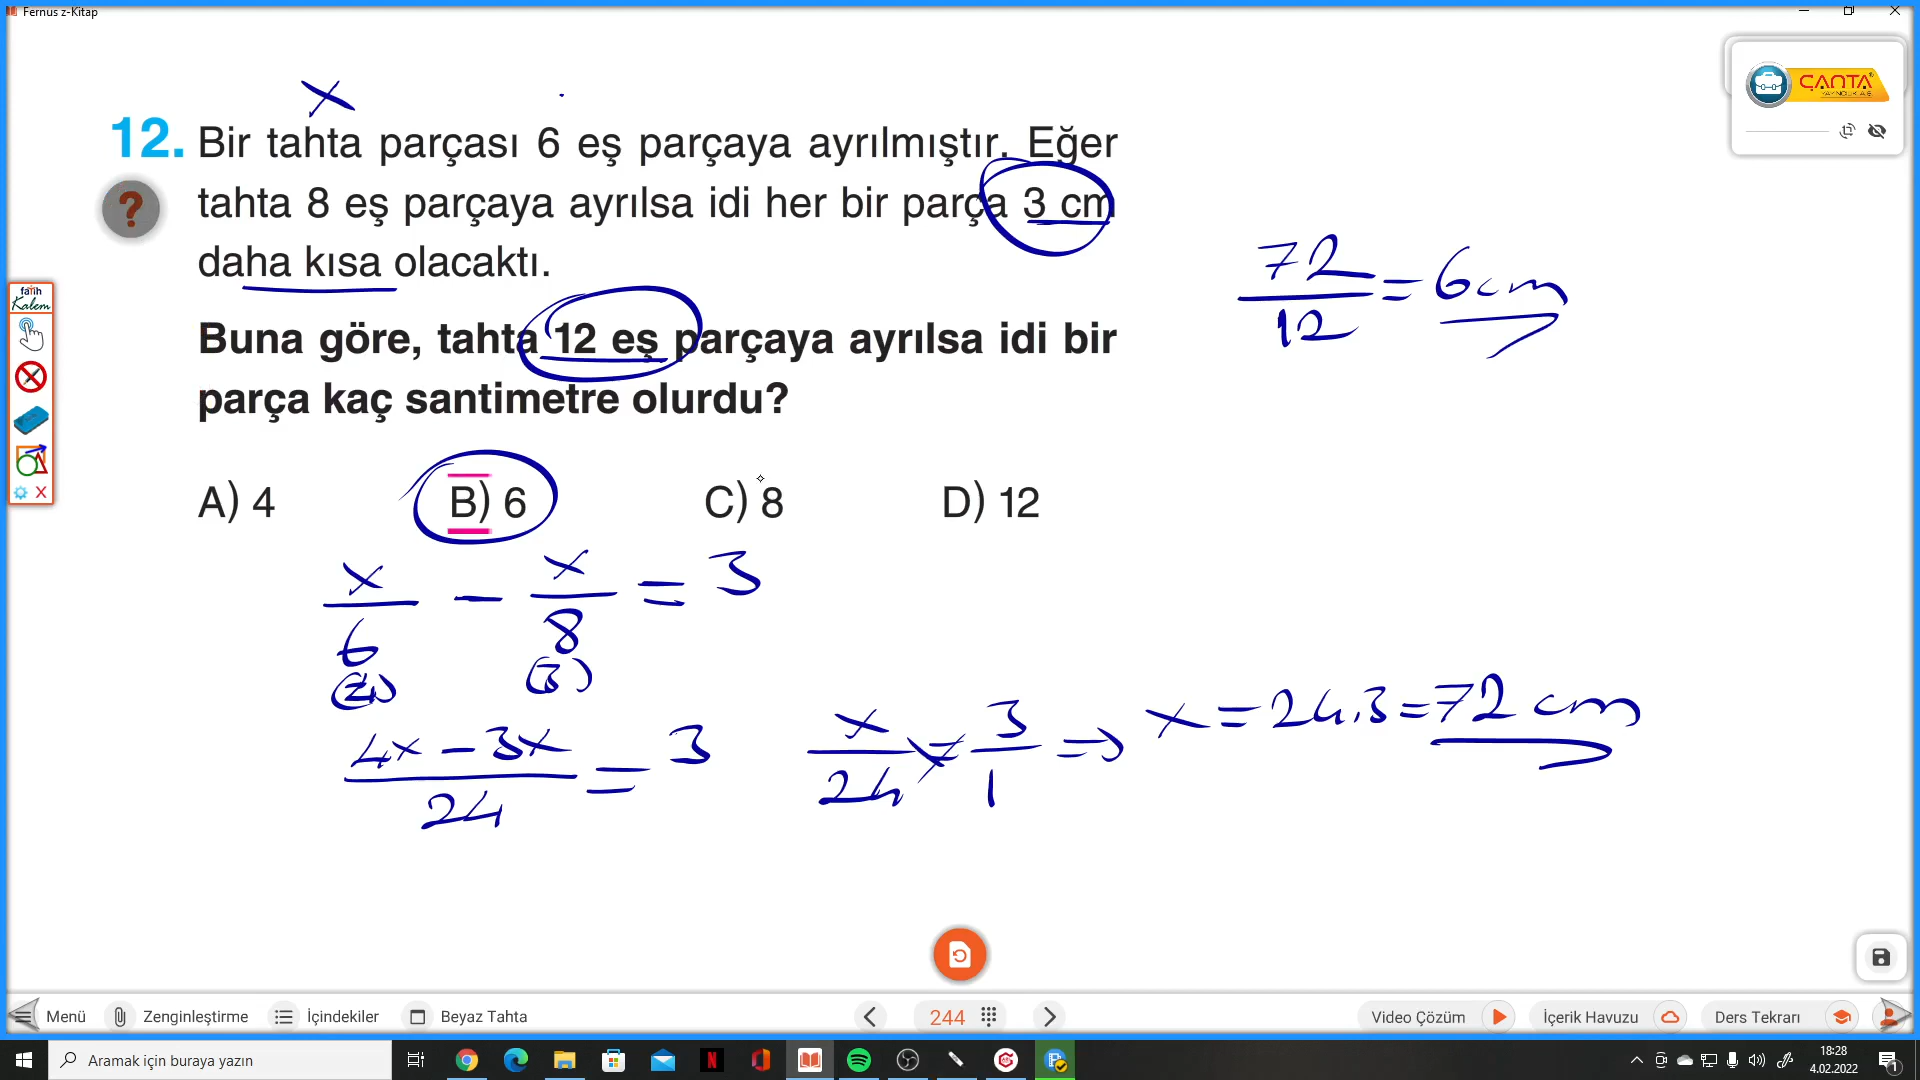 Fernus z-Kitap
ÇANTA
YAYINCILIK A.Ş.
x
12. Bir tahta parçası 6 eş parçaya ayrılmıştır. Eğer
tahta 8 eş parçaya ayrılsa idi her bir parça 3 cm
daha kısa olacaktı.
Buna göre, tahta 12 eş parçaya ayrılsa idi bir
parça kaç santimetre olurdu?
A) 4 B) 6 C) 8 D) 12
72/12 = 6cm
x/6 - x/8 = 3
(4) (3)
4x - 3x/24 = 3
x/24 = 3/1 => x = 24.3 = 72 cm
fatih
Kalem
Menü Zenginleştirme İçindekiler Beyaz Tahta 244 Video Çözüm İçerik Havuzu Ders Tekrarı
Aramak için buraya yazın
18:28
4.02.2022
1